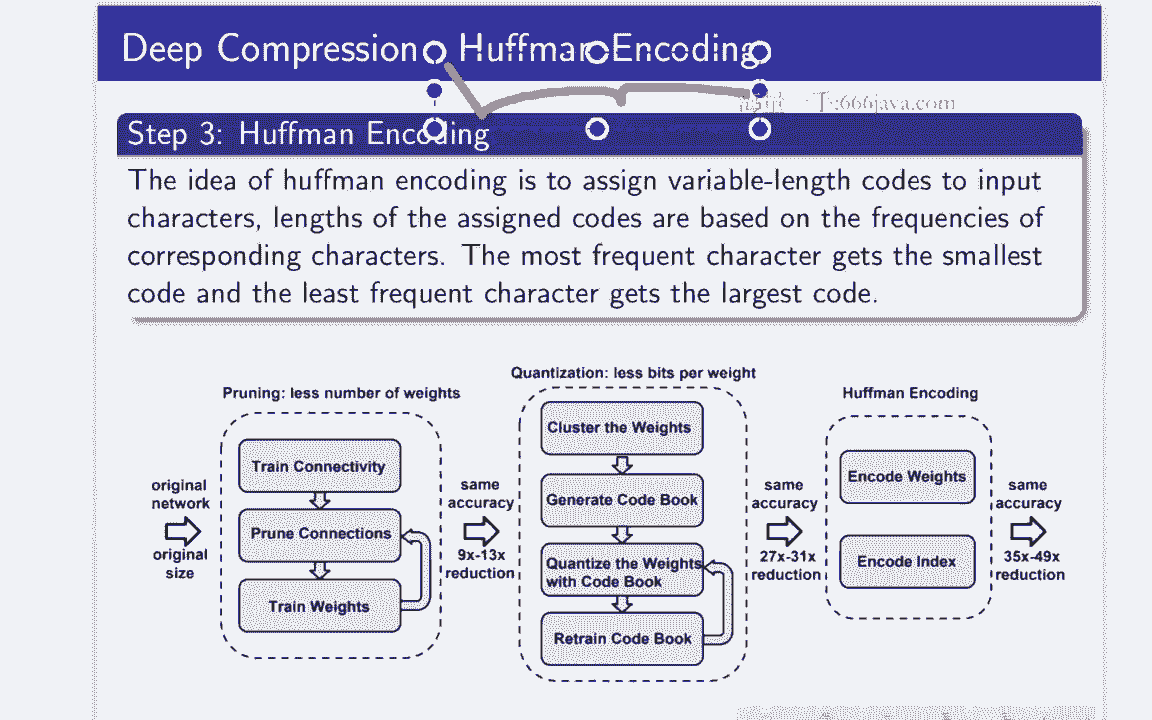 Deep Compression Huffman Encoding
T:666java.com
Step 3: Huffman Encoding
The idea of huffman encoding is to assign variable-length codes to input
characters, lengths of the assigned codes are based on the frequencies of
corresponding characters. The most frequent character gets the smallest
code and the least frequent character gets the largest code.
original
network
original
size
Pruning: less number of weights
Train Connectivity
Prune Connections
Train Weights
same
accuracy
9x-13x
reduction
Quantization: less bits per weight
Cluster the Weights
Generate Code Book
Quantize the Weights
with Code Book
Retrain Code Book
same
accuracy
27x-31x
reduction
Huffman Encoding
Encode Weights
Encode Index
same
accuracy
35x-49x
reduction